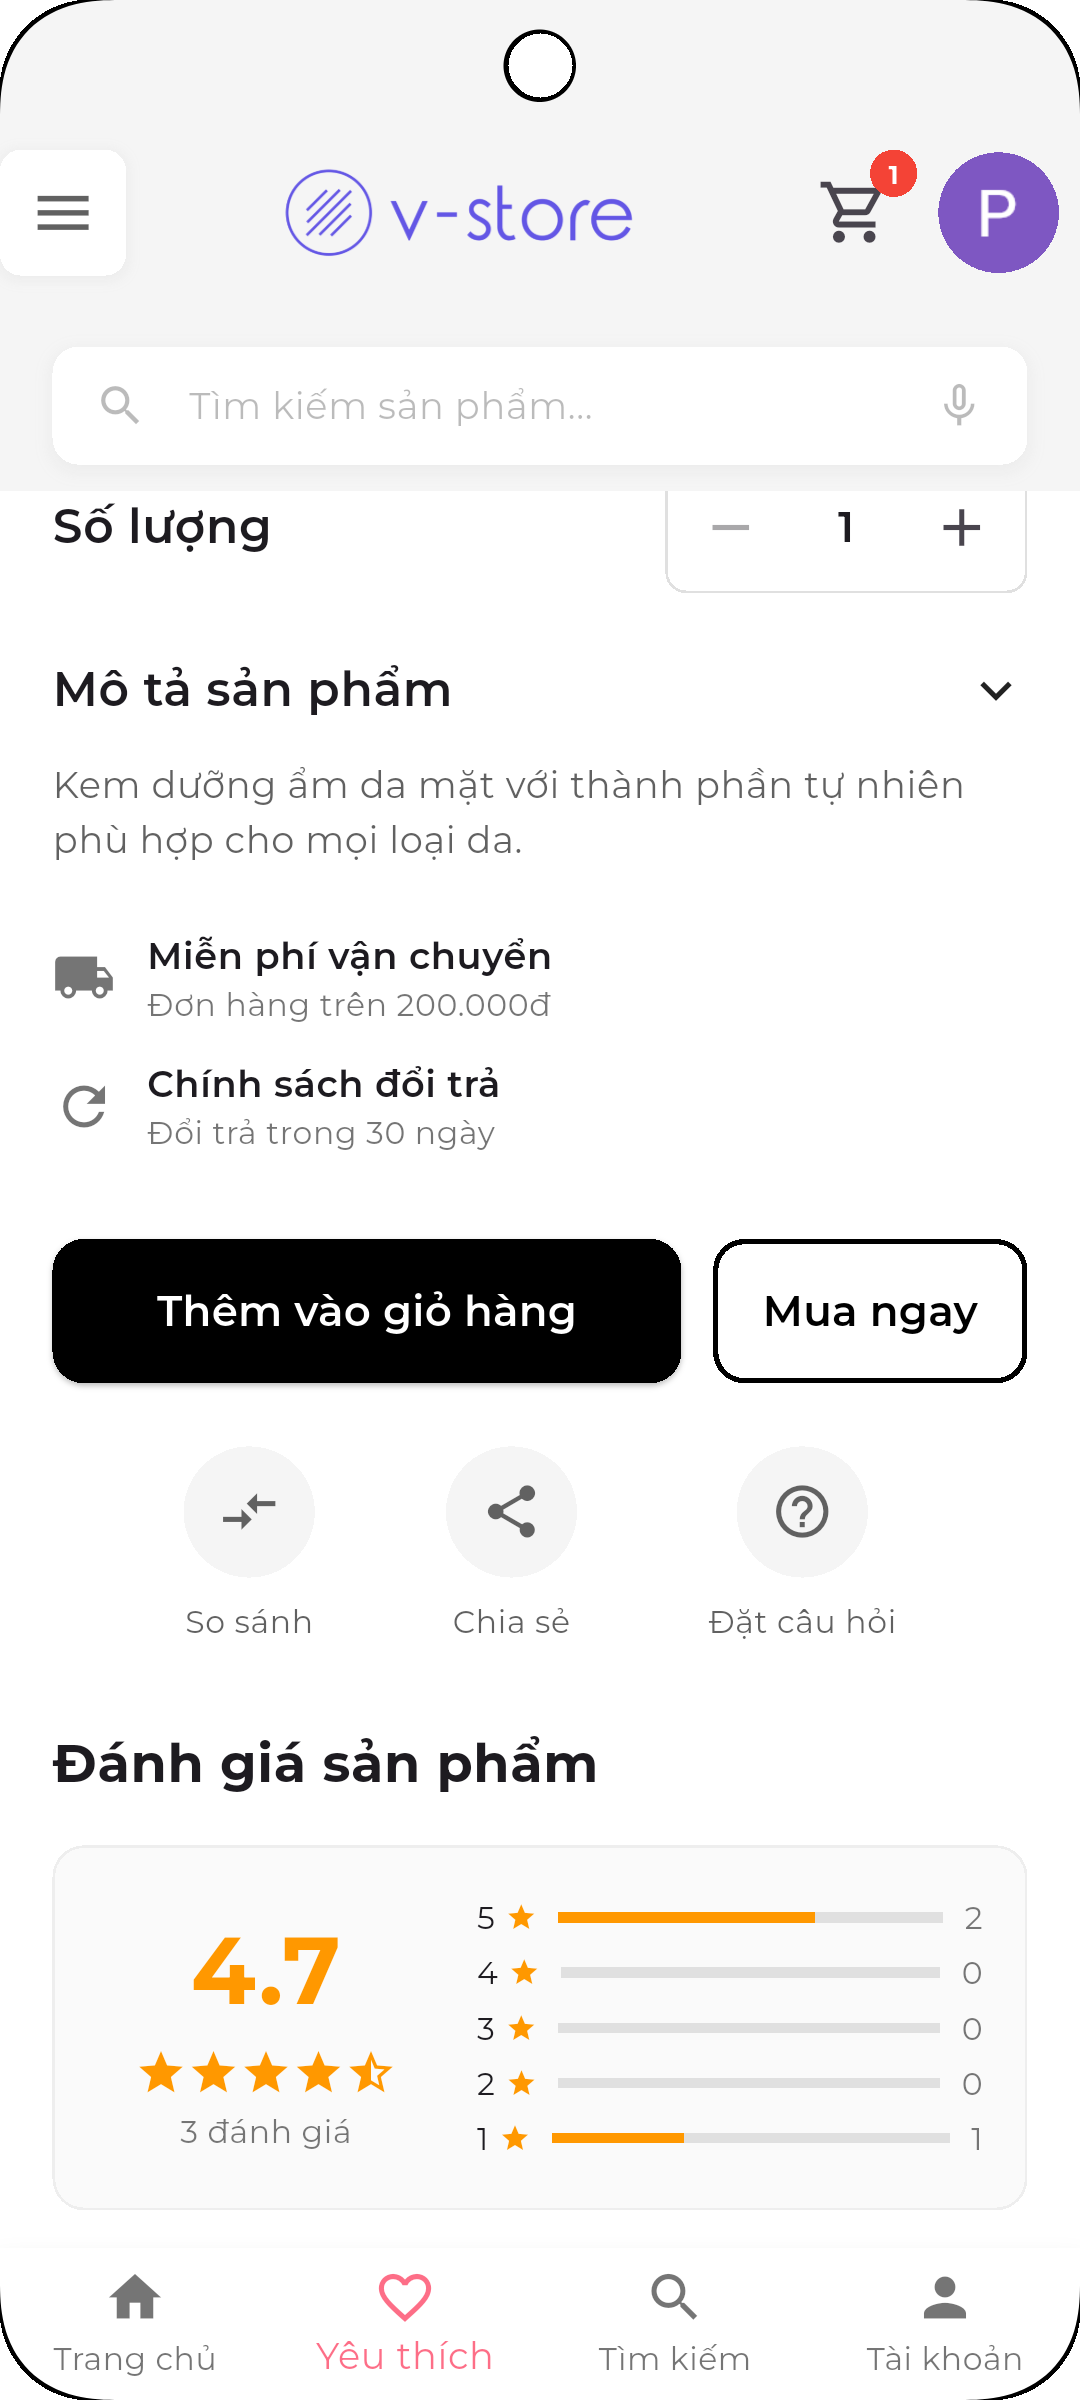 v-store
1
P
Tìm kiếm sản phẩm...
Số lượng
1
Mô tả sản phẩm
Kem dưỡng ẩm da mặt với thành phần tự nhiên
phù hợp cho mọi loại da.
Miễn phí vận chuyển
Đơn hàng trên 200.000đ
Chính sách đổi trả
Đổi trả trong 30 ngày
Thêm vào giỏ hàng
Mua ngay
So sánh
Chia sẻ
Đặt câu hỏi
Đánh giá sản phẩm
4.7
3 đánh giá
5 2
4 0
3 0
2 0
1 1
Trang chủ
Yêu thích
Tìm kiếm
Tài khoản